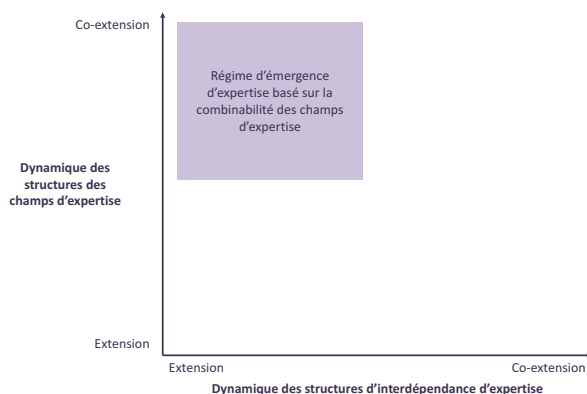 Co-extension
Régime d'émergence
d'expertise basé sur la
combinabilité des champs
d'expertise
Dynamique des
structures des
champs d'expertise
Extension
Extension
Co-extension
Dynamique des structures d'interdépendance d'expertise